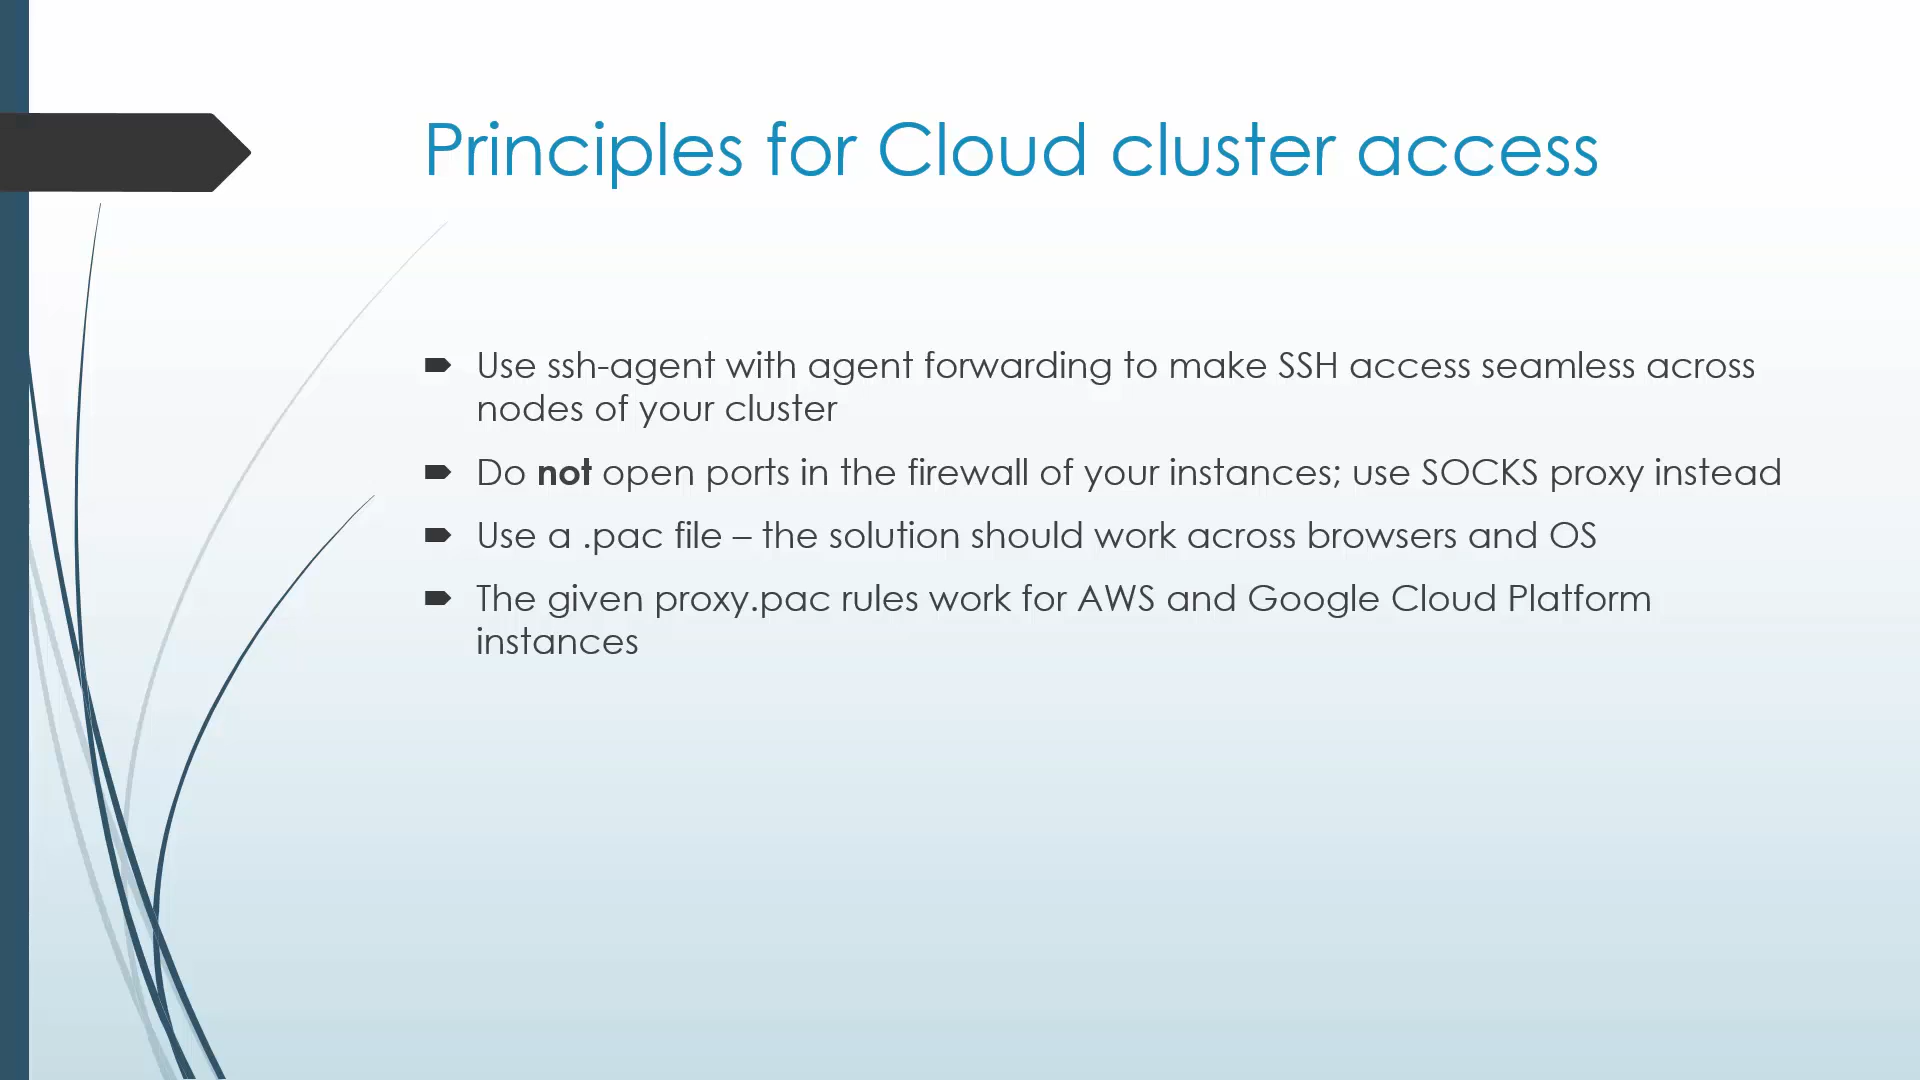 Principles for Cloud cluster access
Use ssh-agent with agent forwarding to make SSH access seamless across
nodes of your cluster
Do not open ports in the firewall of your instances; use SOCKS proxy instead
Use a .pac file – the solution should work across browsers and OS
The given proxy.pac rules work for AWS and Google Cloud Platform
instances